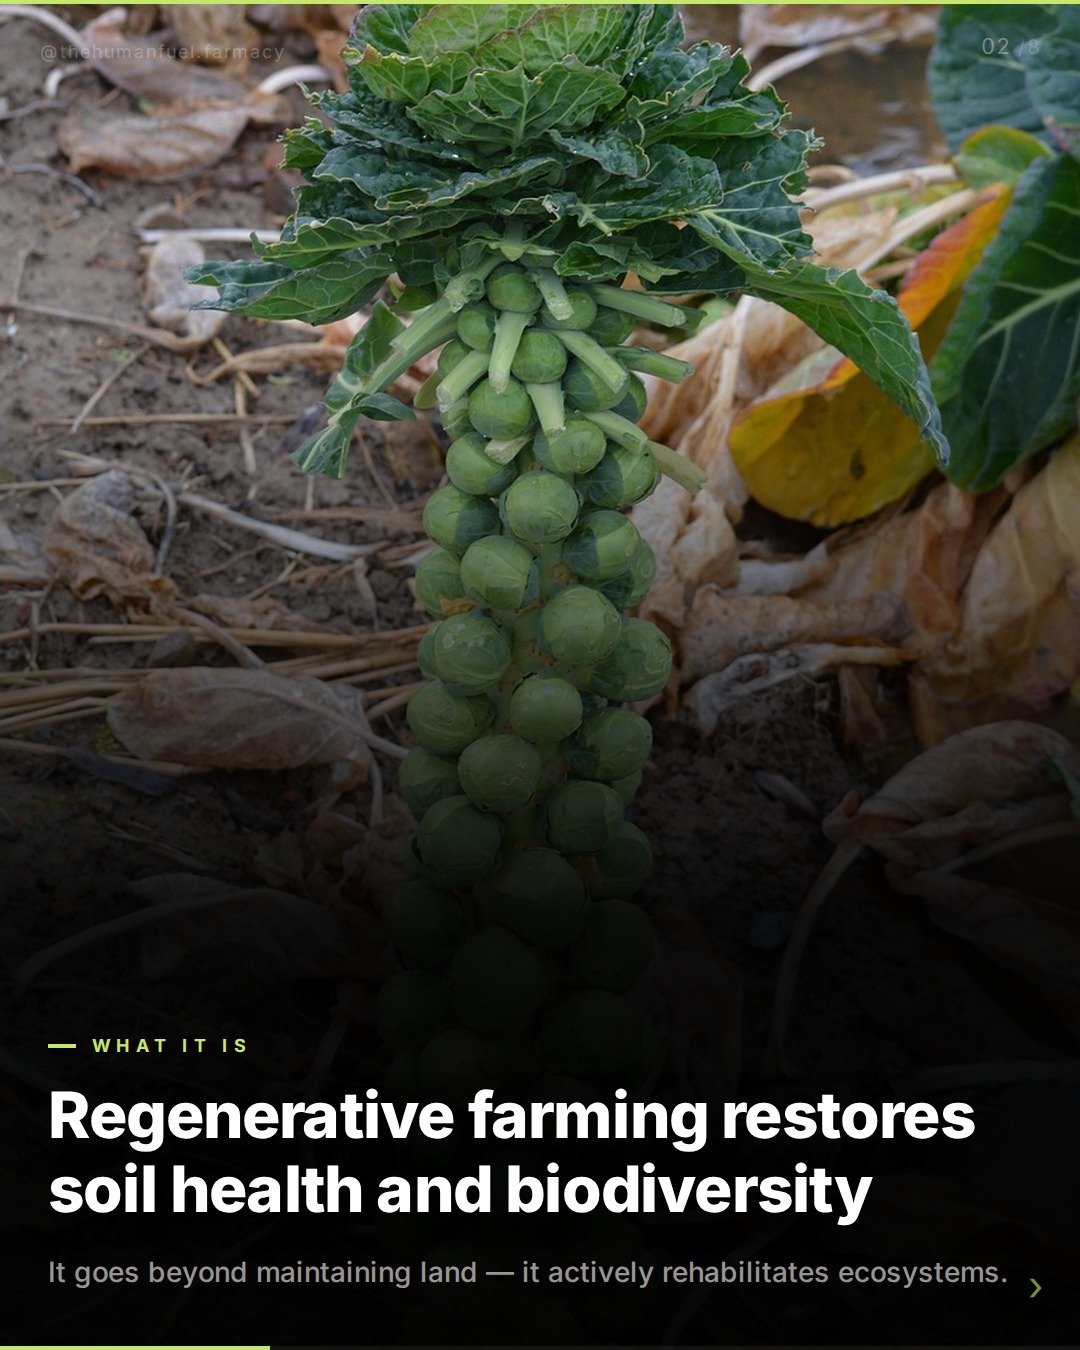 @thehumanfuel.farmacy
02 /8
WHAT IT IS
Regenerative farming restores
soil health and biodiversity
It goes beyond maintaining land — it actively rehabilitates ecosystems.